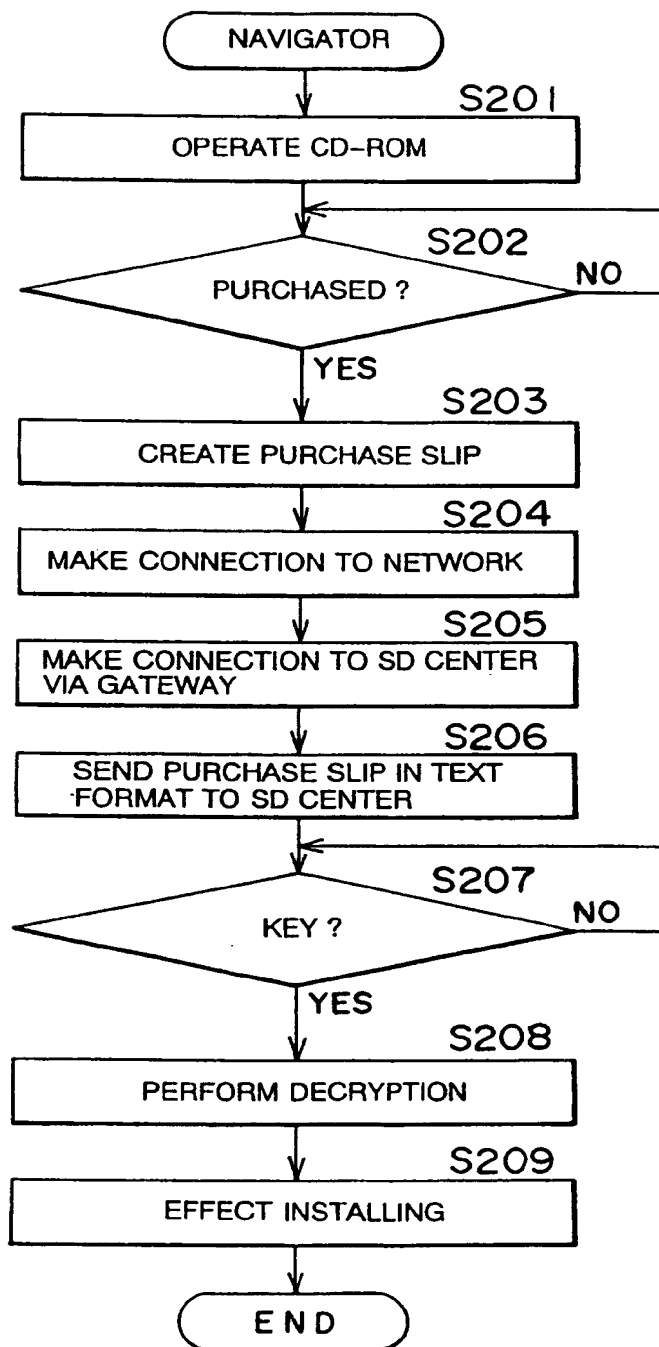 NAVIGATOR
S201
OPERATE CD-ROM
S202
PURCHASED ?
NO
YES
S203
CREATE PURCHASE SLIP
S204
MAKE CONNECTION TO NETWORK
S205
MAKE CONNECTION TO SD CENTER
VIA GATEWAY
S206
SEND PURCHASE SLIP IN TEXT
FORMAT TO SD CENTER
S207
KEY ?
NO
YES
S208
PERFORM DECRYPTION
S209
EFFECT INSTALLING
END